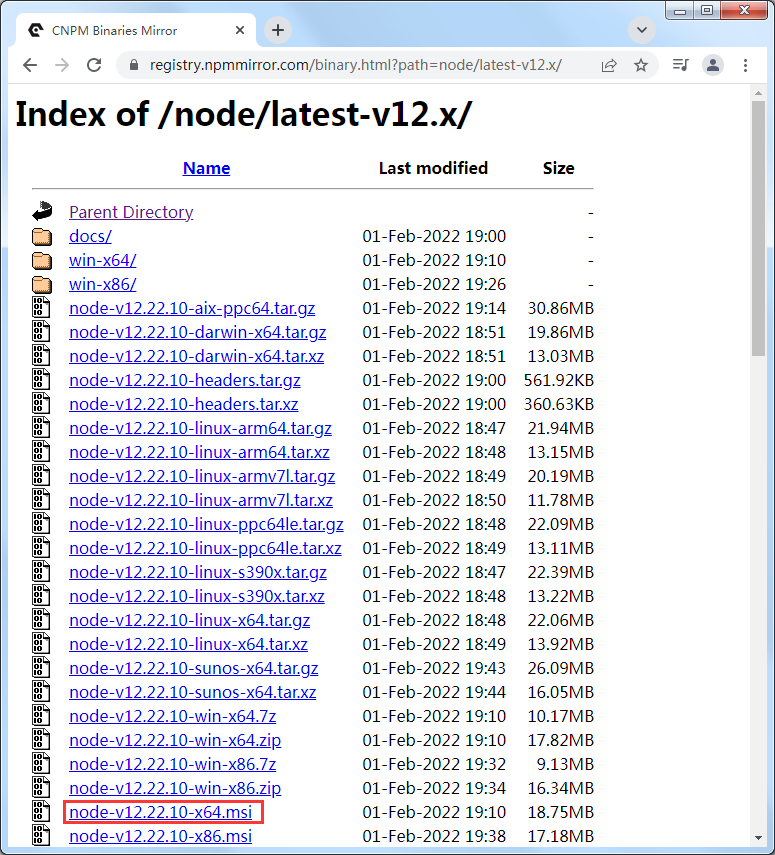 CNPM Binaries Mirror
registry.npmmirror.com/binary.html?path=node/latest-v12.x/
Index of /node/latest-v12.x/
Name Last modified Size
Parent Directory -
docs/ 01-Feb-2022 19:00 -
win-x64/ 01-Feb-2022 19:10 -
win-x86/ 01-Feb-2022 19:26 -
node-v12.22.10-aix-ppc64.tar.gz 01-Feb-2022 19:14 30.86MB
node-v12.22.10-darwin-x64.tar.gz 01-Feb-2022 18:51 19.86MB
node-v12.22.10-darwin-x64.tar.xz 01-Feb-2022 18:51 13.03MB
node-v12.22.10-headers.tar.gz 01-Feb-2022 19:00 561.92KB
node-v12.22.10-headers.tar.xz 01-Feb-2022 19:00 360.63KB
node-v12.22.10-linux-arm64.tar.gz 01-Feb-2022 18:47 21.94MB
node-v12.22.10-linux-arm64.tar.xz 01-Feb-2022 18:48 13.15MB
node-v12.22.10-linux-armv7l.tar.gz 01-Feb-2022 18:49 20.19MB
node-v12.22.10-linux-armv7l.tar.xz 01-Feb-2022 18:50 11.78MB
node-v12.22.10-linux-ppc64le.tar.gz 01-Feb-2022 18:48 22.09MB
node-v12.22.10-linux-ppc64le.tar.xz 01-Feb-2022 18:49 13.11MB
node-v12.22.10-linux-s390x.tar.gz 01-Feb-2022 18:47 22.39MB
node-v12.22.10-linux-s390x.tar.xz 01-Feb-2022 18:48 13.22MB
node-v12.22.10-linux-x64.tar.gz 01-Feb-2022 18:48 22.06MB
node-v12.22.10-linux-x64.tar.xz 01-Feb-2022 18:49 13.92MB
node-v12.22.10-sunos-x64.tar.gz 01-Feb-2022 19:43 26.09MB
node-v12.22.10-sunos-x64.tar.xz 01-Feb-2022 19:44 16.05MB
node-v12.22.10-win-x64.7z 01-Feb-2022 19:10 10.17MB
node-v12.22.10-win-x64.zip 01-Feb-2022 19:10 17.82MB
node-v12.22.10-win-x86.7z 01-Feb-2022 19:32 9.13MB
node-v12.22.10-win-x86.zip 01-Feb-2022 19:34 16.34MB
node-v12.22.10-x64.msi 01-Feb-2022 19:10 18.75MB
node-v12.22.10-x86.msi 01-Feb-2022 19:38 17.18MB